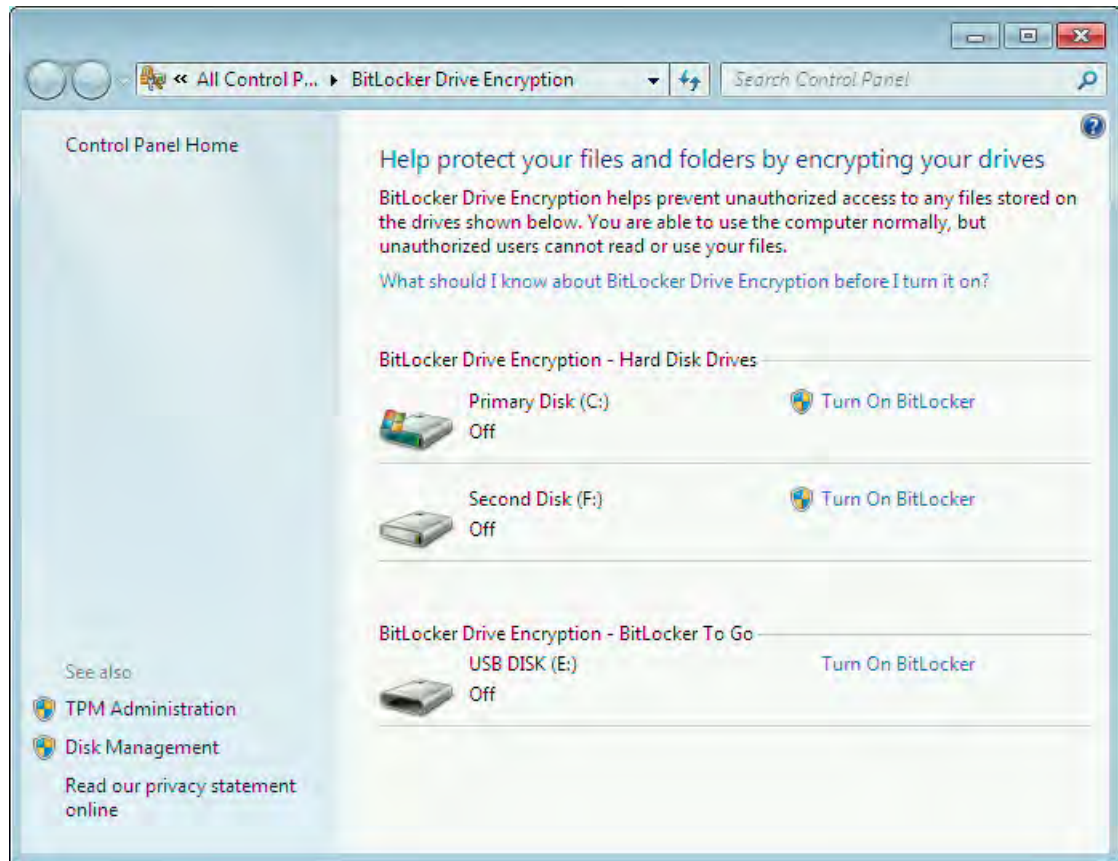 « All Control P... ▸ BitLocker Drive Encryption
Search Control Panel
Control Panel Home
Help protect your files and folders by encrypting your drives
BitLocker Drive Encryption helps prevent unauthorized access to any files stored on
the drives shown below. You are able to use the computer normally, but
unauthorized users cannot read or use your files.
What should I know about BitLocker Drive Encryption before I turn it on?
BitLocker Drive Encryption - Hard Disk Drives
Primary Disk (C:)
Turn On BitLocker
Off
Second Disk (F:)
Turn On BitLocker
Off
BitLocker Drive Encryption - BitLocker To Go
USB DISK (E:)
Turn On BitLocker
Off
See also
TPM Administration
Disk Management
Read our privacy statement
online